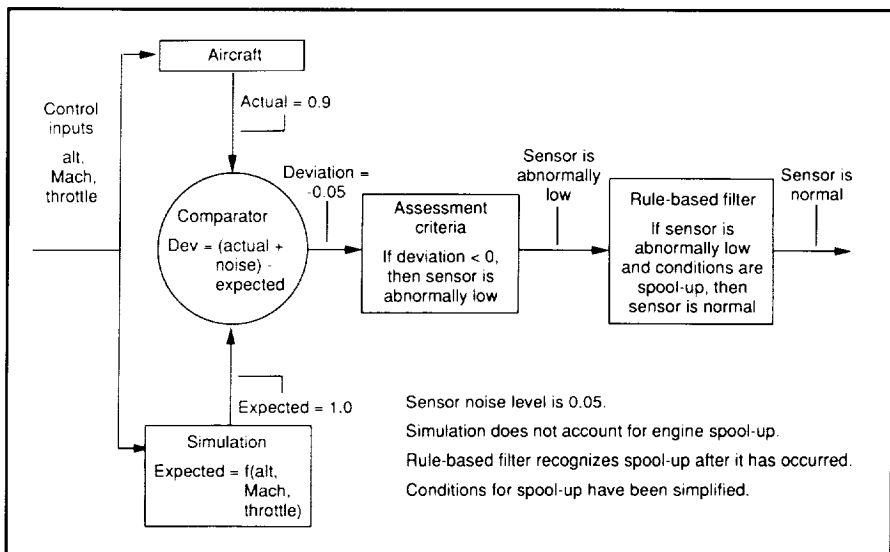 Aircraft
Control
inputs
alt,
Mach,
throttle
Actual = 0.9
Comparator
Dev = (actual +
noise) -
expected
Deviation =
-0.05
Assessment
criteria
If deviation < 0,
then sensor is
abnormally low
Sensor is
abnormally
low
Rule-based filter
If sensor is
abnormally low
and conditions are
spool-up, then
sensor is normal
Sensor is
normal
Expected = 1.0
Simulation
Expected = f(alt,
Mach,
throttle)
Sensor noise level is 0.05.
Simulation does not account for engine spool-up.
Rule-based filter recognizes spool-up after it has occurred.
Conditions for spool-up have been simplified.